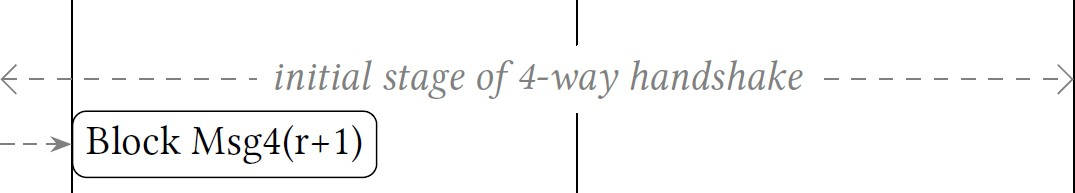 initial stage of 4-way handshake
Block Msg4(r+1)